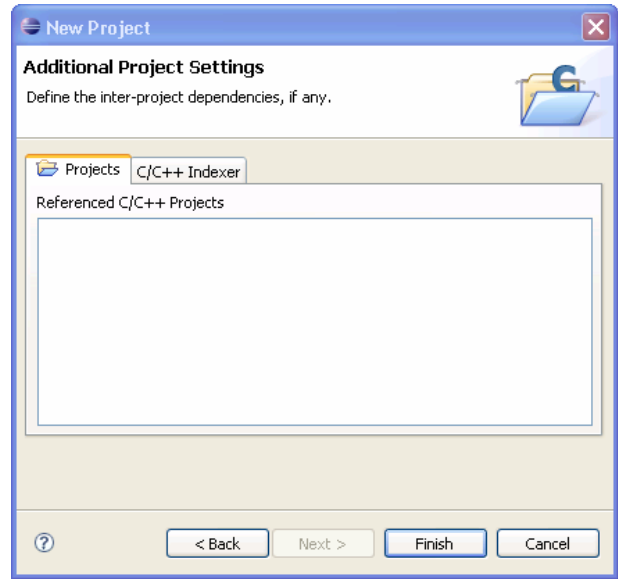 New Project
Additional Project Settings
Define the inter-project dependencies, if any.
Projects C/C++ Indexer
Referenced C/C++ Projects
< Back Next > Finish Cancel